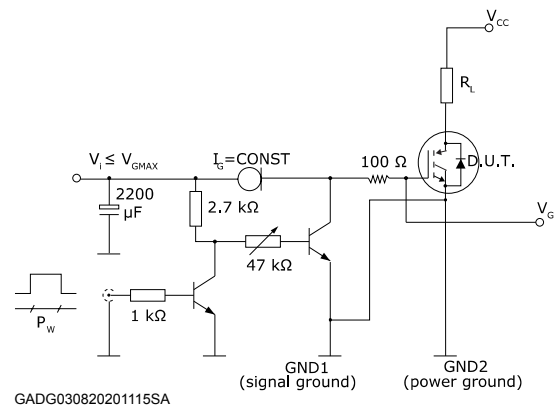 V_CC
R_L
V_i ≤ V_GMAX
I_G=CONST
100 Ω
D.U.T.
2200
µF
2.7 kΩ
V_G
47 kΩ
1 kΩ
P_W
GND1
(signal ground)
GND2
(power ground)
GADG030820201115SA